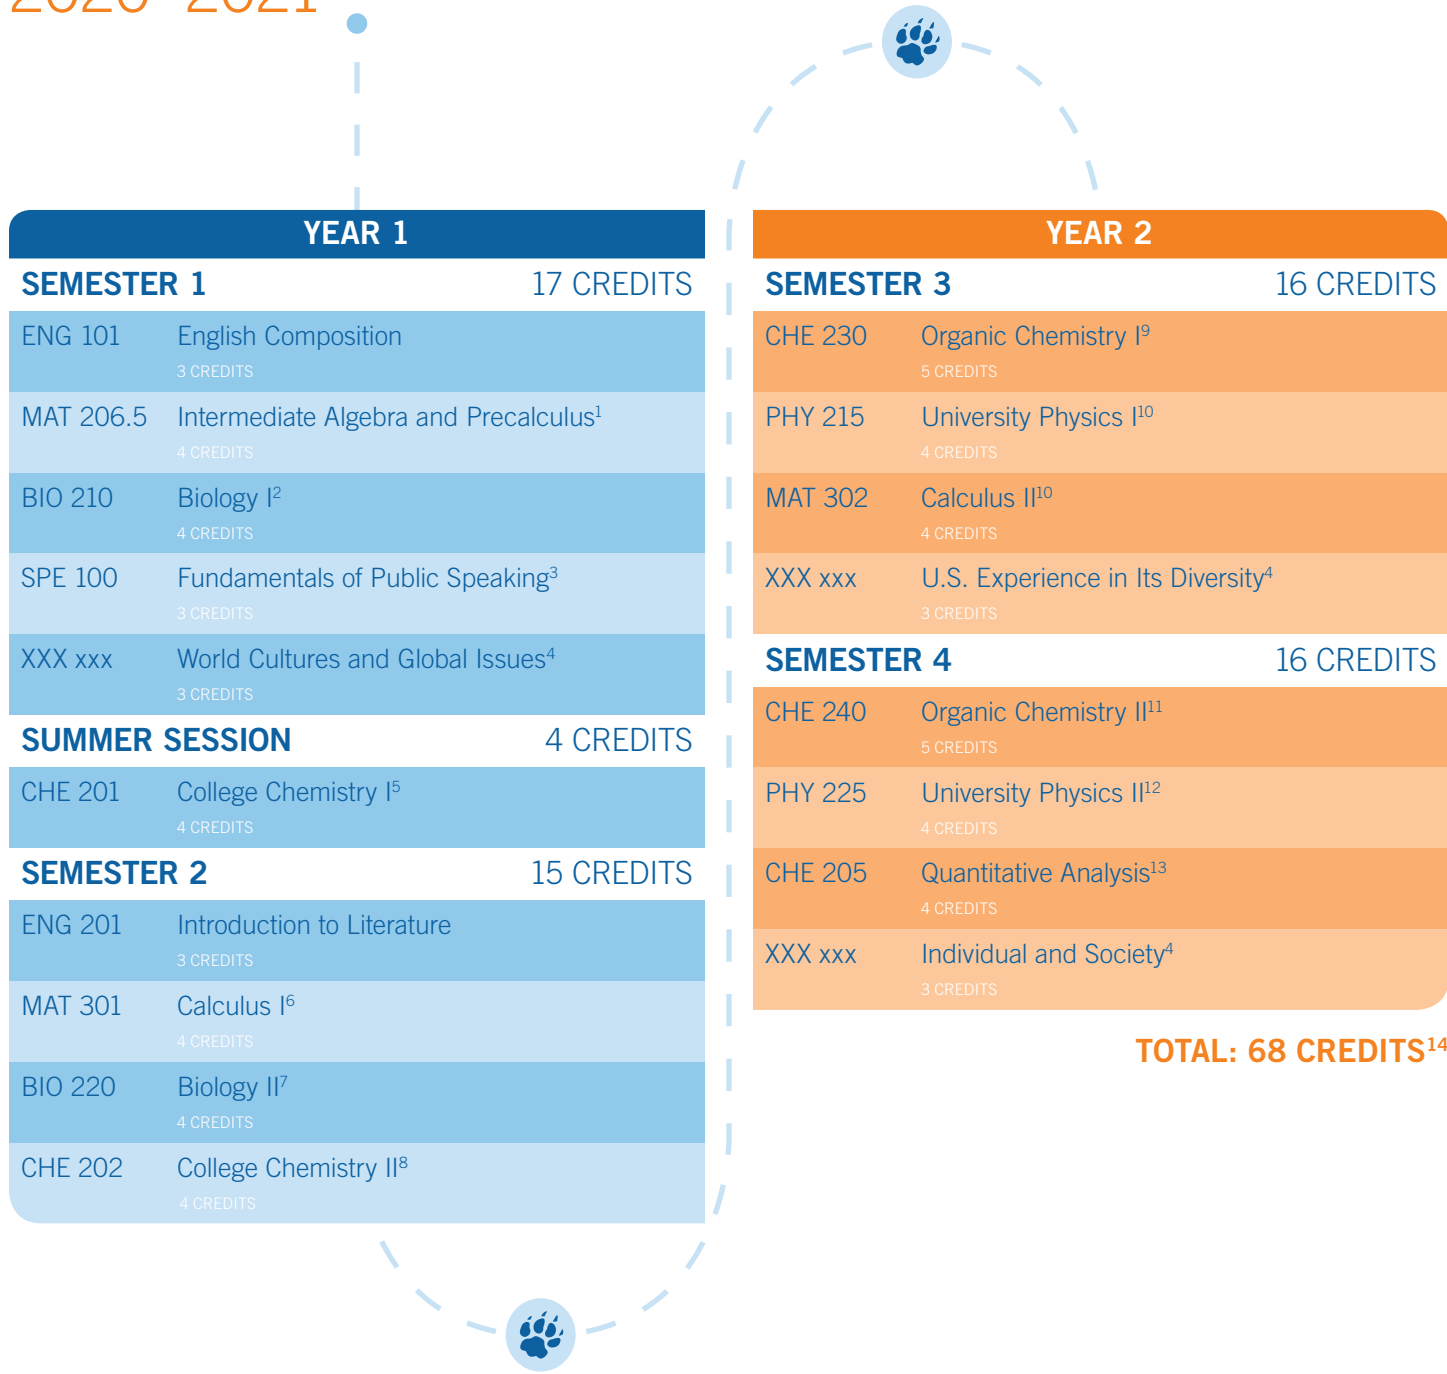 2020–2021
YEAR 1
SEMESTER 1 17 CREDITS
ENG 101 English Composition
3 CREDITS
MAT 206.5 Intermediate Algebra and Precalculus¹
4 CREDITS
BIO 210 Biology I²
4 CREDITS
SPE 100 Fundamentals of Public Speaking³
3 CREDITS
XXX xxx World Cultures and Global Issues⁴
3 CREDITS
SUMMER SESSION 4 CREDITS
CHE 201 College Chemistry I⁵
4 CREDITS
SEMESTER 2 15 CREDITS
ENG 201 Introduction to Literature
3 CREDITS
MAT 301 Calculus I⁶
4 CREDITS
BIO 220 Biology II⁷
4 CREDITS
CHE 202 College Chemistry II⁸
4 CREDITS
YEAR 2
SEMESTER 3 16 CREDITS
CHE 230 Organic Chemistry I⁹
5 CREDITS
PHY 215 University Physics I¹⁰
4 CREDITS
MAT 302 Calculus II¹⁰
4 CREDITS
XXX xxx U.S. Experience in Its Diversity⁴
3 CREDITS
SEMESTER 4 16 CREDITS
CHE 240 Organic Chemistry II¹¹
5 CREDITS
PHY 225 University Physics II¹²
4 CREDITS
CHE 205 Quantitative Analysis¹³
4 CREDITS
XXX xxx Individual and Society⁴
3 CREDITS
TOTAL: 68 CREDITS¹⁴